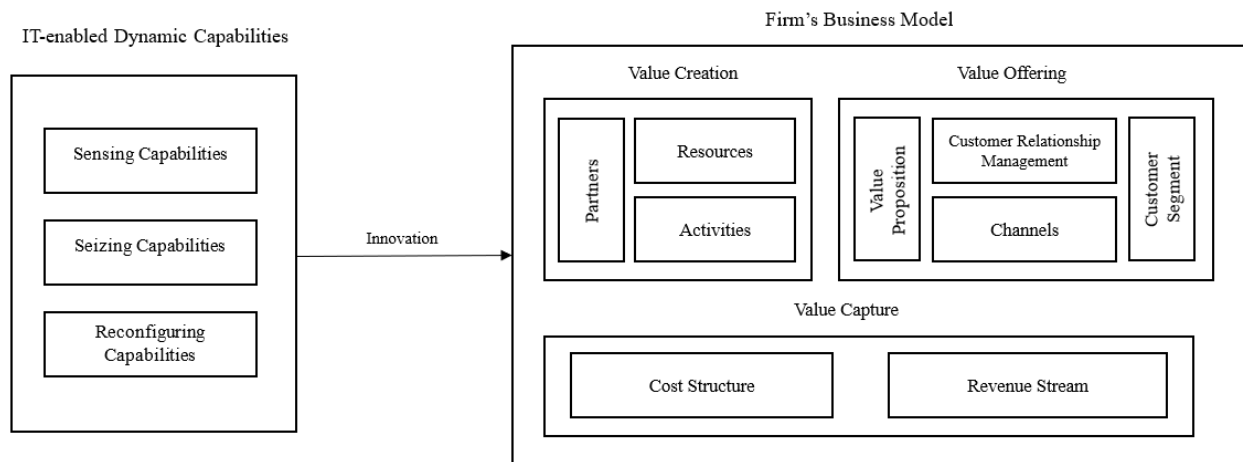 IT-enabled Dynamic Capabilities
Sensing Capabilities
Seizing Capabilities
Reconfiguring
Capabilities
Innovation
Firm's Business Model
Value Creation
Partners
Resources
Activities
Value Offering
Value
Proposition
Customer Relationship
Management
Channels
Customer
Segment
Value Capture
Cost Structure
Revenue Stream